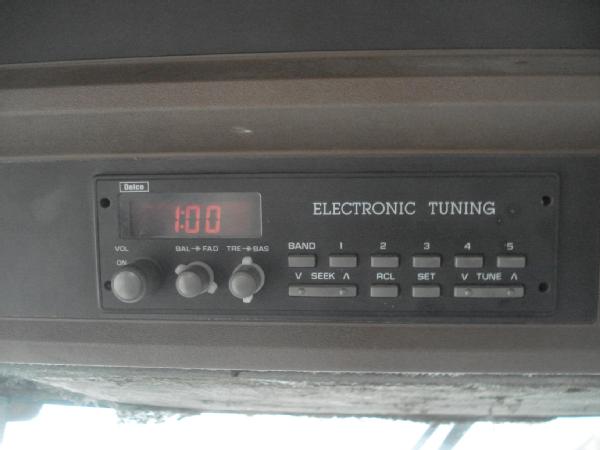 Delco
1:00
ELECTRONIC TUNING
VOL BAL→FAD TRE→BAS BAND 1 2 3 4 5
ON
V SEEK Λ RCL SET V TUNE Λ